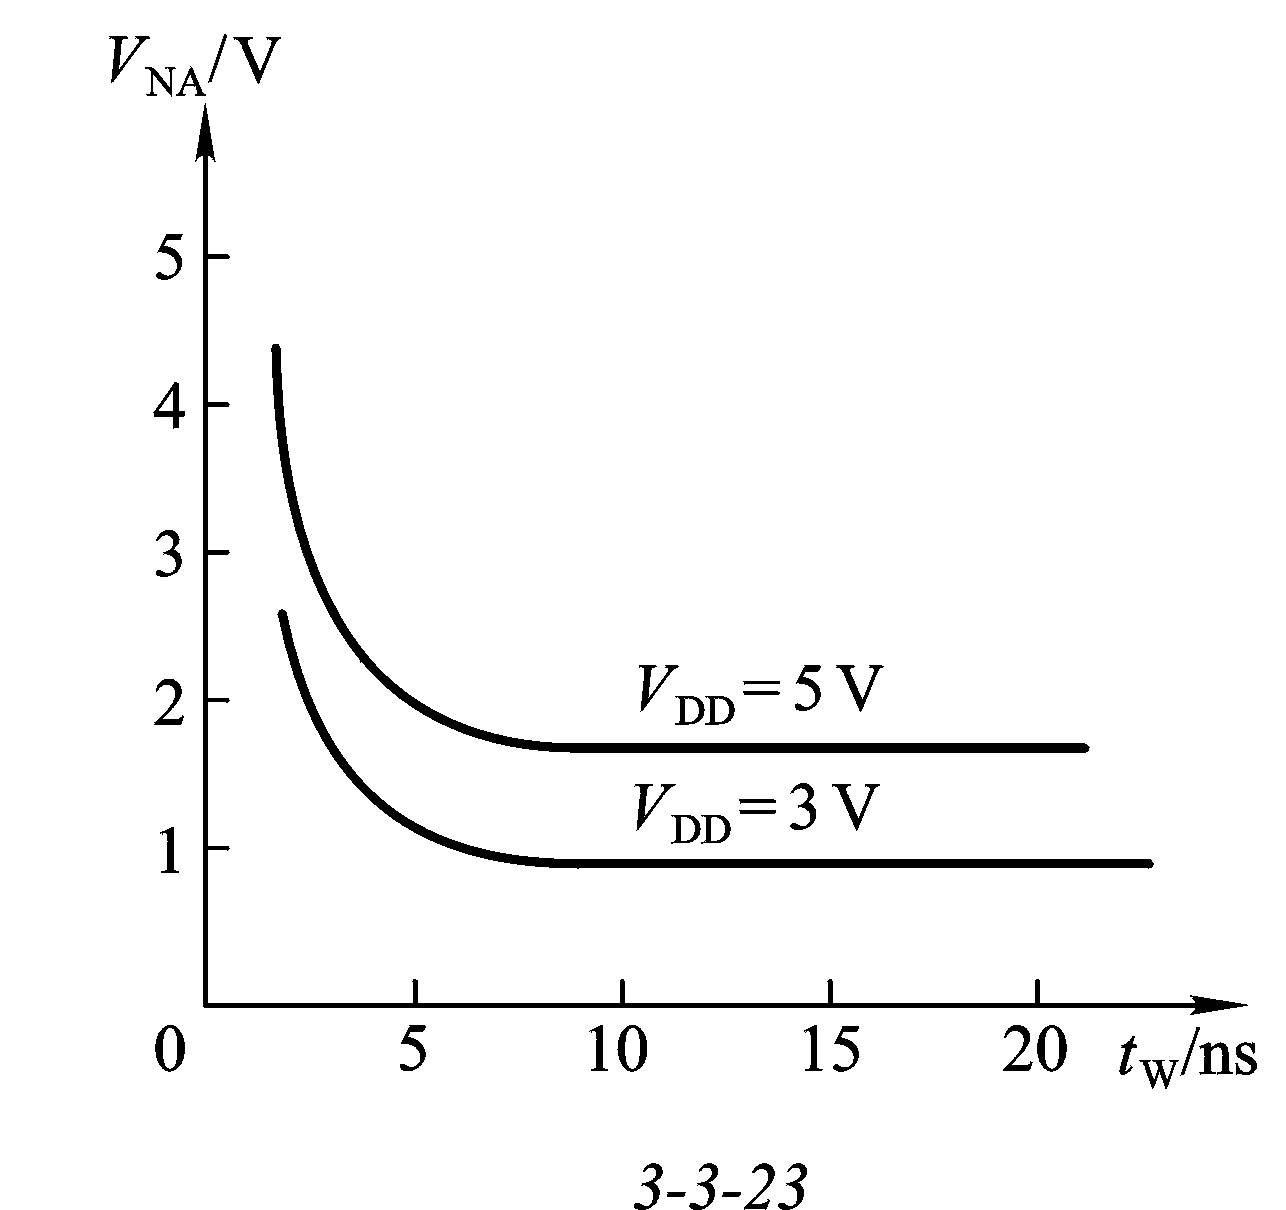 V_NA/V
5
4
3
2
1
V_DD=5 V
V_DD=3 V
0 5 10 15 20 t_W/ns
3-3-23